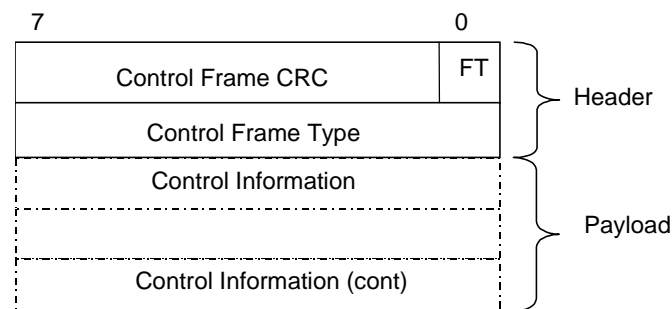 7 0
Control Frame CRC FT
Header
Control Frame Type
Control Information
Payload
Control Information (cont)